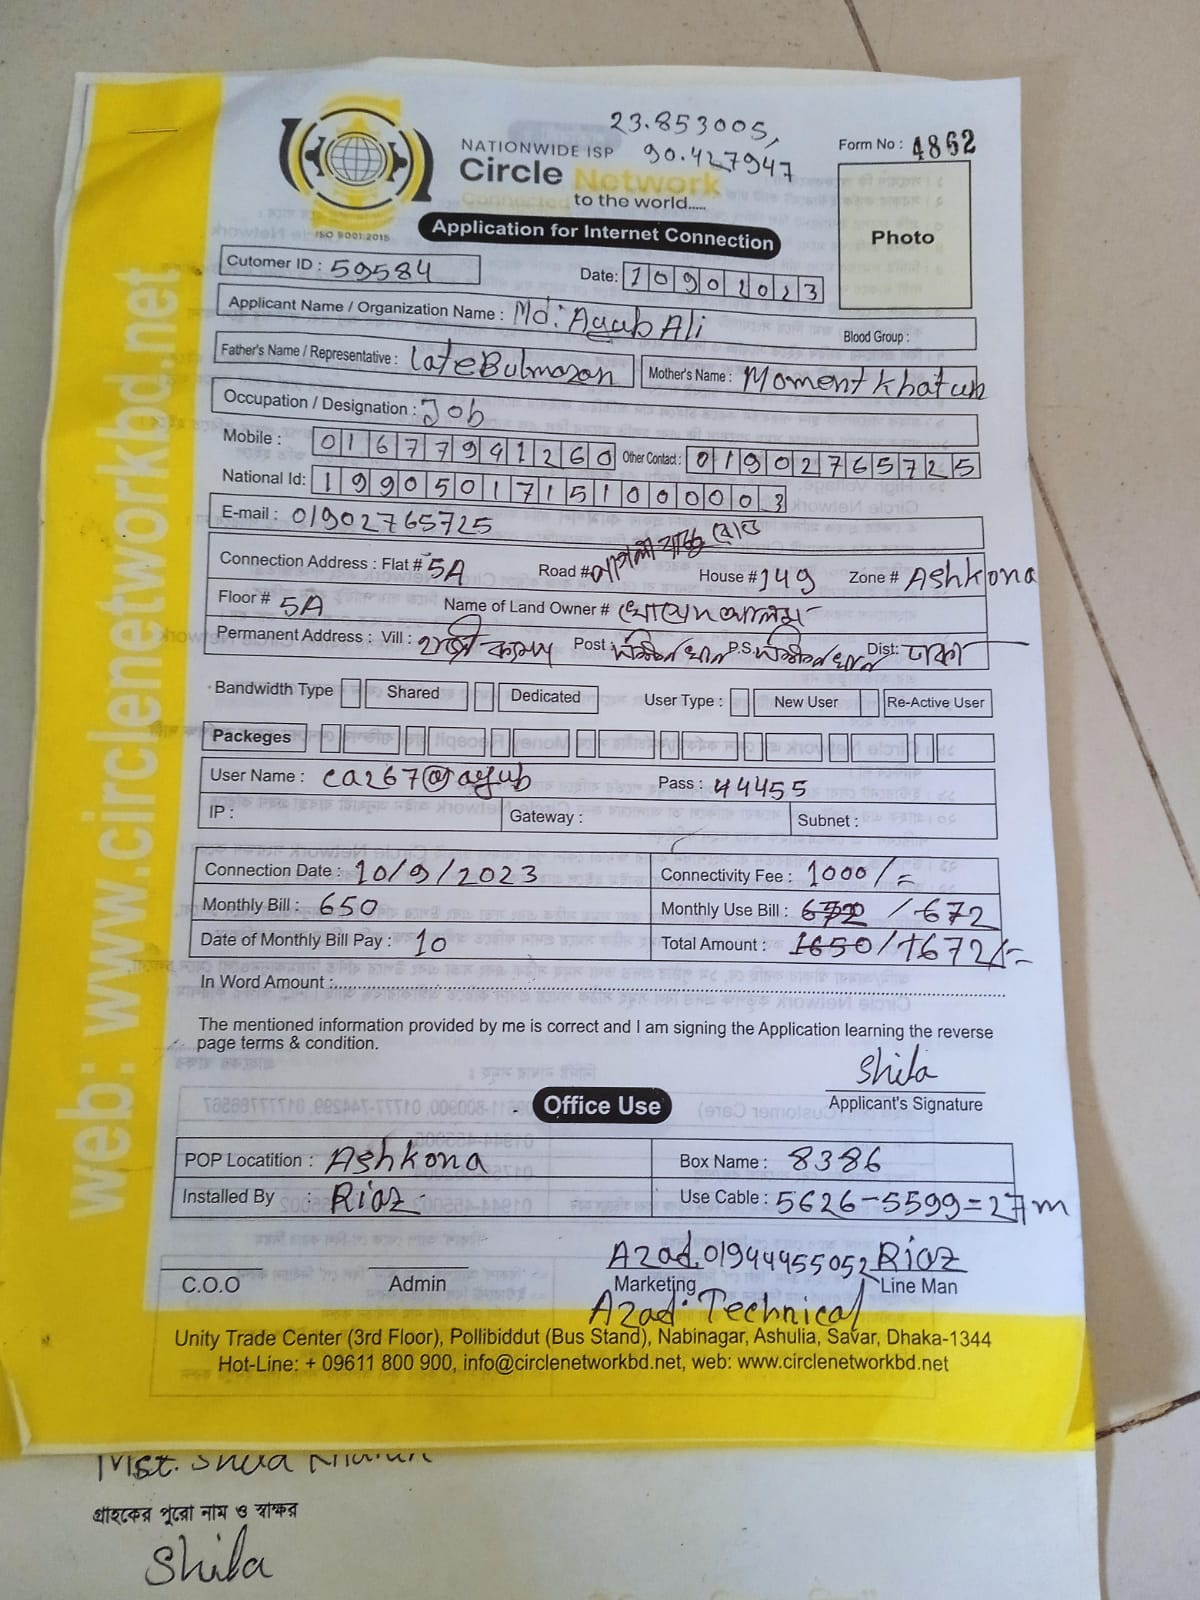 23.853005,
90.427947
NATIONWIDE ISP
Circle Network
Connected to the world.....
ISO 9001:2015
Form No : 4862
Photo
Application for Internet Connection
Cutomer ID : 59584
Date: 10092023
Applicant Name / Organization Name : Md: Ayub Ali
Blood Group :
Father's Name / Representative : Late Bulmazan
Mother's Name : Moment Khatub
Occupation / Designation : Job
Mobile : 01677991260 Other Contact : 01902765725
National Id: 19905017151000003
E-mail : 01902765725
Connection Address : Flat # 5A Road # House # 149 Zone # Ashkona
Floor # 5A Name of Land Owner #
Permanent Address : Vill : Post : P.S. Dist: ঢাকা
Bandwidth Type Shared Dedicated User Type : New User Re-Active User
Packeges
User Name : ca267@ayub Pass : 44455
IP : Gateway : Subnet :
Connection Date : 10/9/2023 Connectivity Fee : 1000/=
Monthly Bill : 650 Monthly Use Bill : /672
Date of Monthly Bill Pay : 10 Total Amount : 1650/1672/=
In Word Amount :
The mentioned information provided by me is correct and I am signing the Application learning the reverse
page terms & condition.
Shila
Applicant's Signature
Office Use
POP Locatition : Ashkona Box Name : 8386
Installed By : Riaz Use Cable : 5626-5599=27m
Azad 01944455052 Riaz
C.O.O Admin Marketing Line Man
Azad: Technical
Unity Trade Center (3rd Floor), Pollibiddut (Bus Stand), Nabinagar, Ashulia, Savar, Dhaka-1344
Hot-Line: + 09611 800 900, info@circlenetworkbd.net, web: www.circlenetworkbd.net
web: www.circlenetworkbd.net
Mst. Shila Khatun
গ্রাহকের পুরো নাম ও স্বাক্ষর
Shila